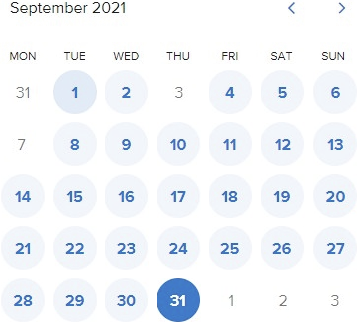 September 2021
MON TUE WED THU FRI SAT SUN
31 1 2 3 4 5 6
7 8 9 10 11 12 13
14 15 16 17 18 19 20
21 22 23 24 25 26 27
28 29 30 31 1 2 3